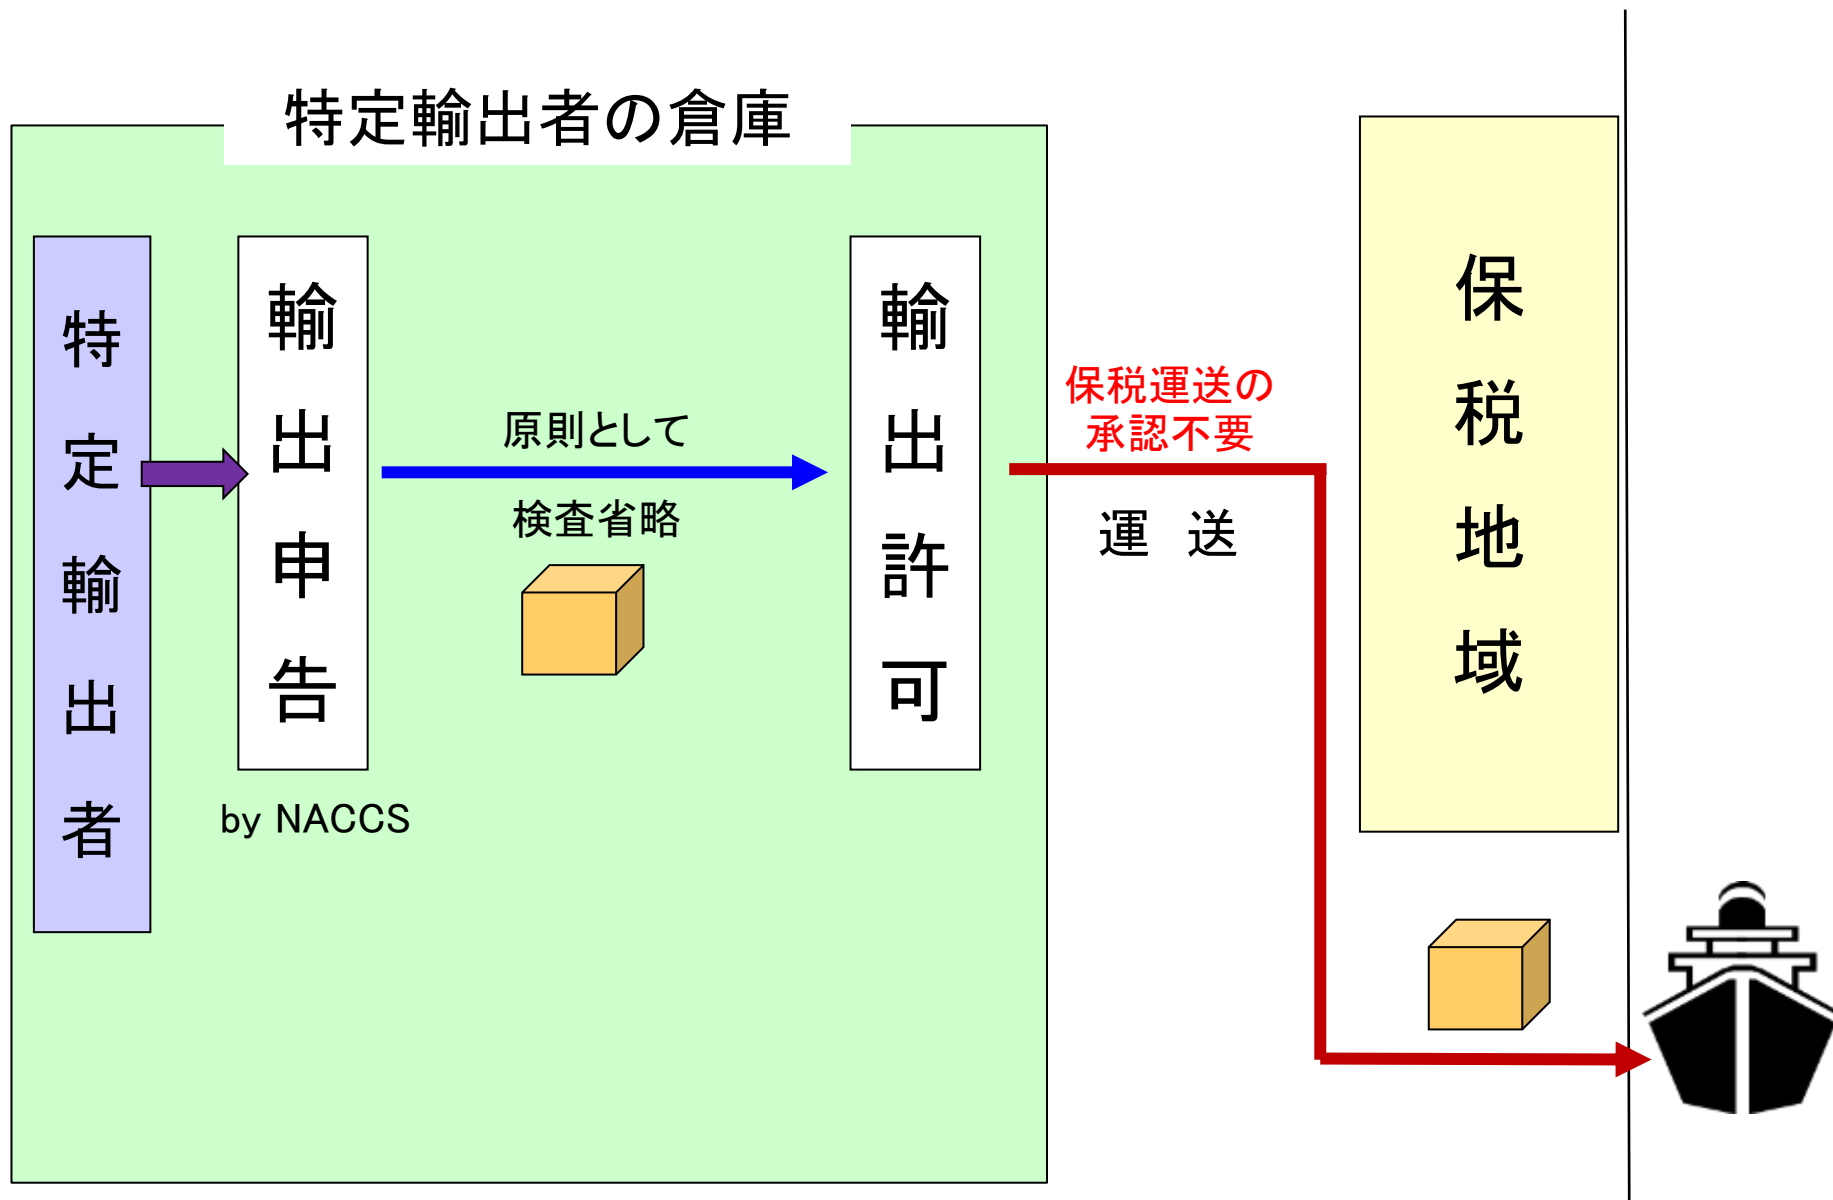 特定輸出者の倉庫
特定輸出者
輸出申告
by NACCS
原則として
検査省略
輸出許可
保税運送の
承認不要
運　送
保税地域